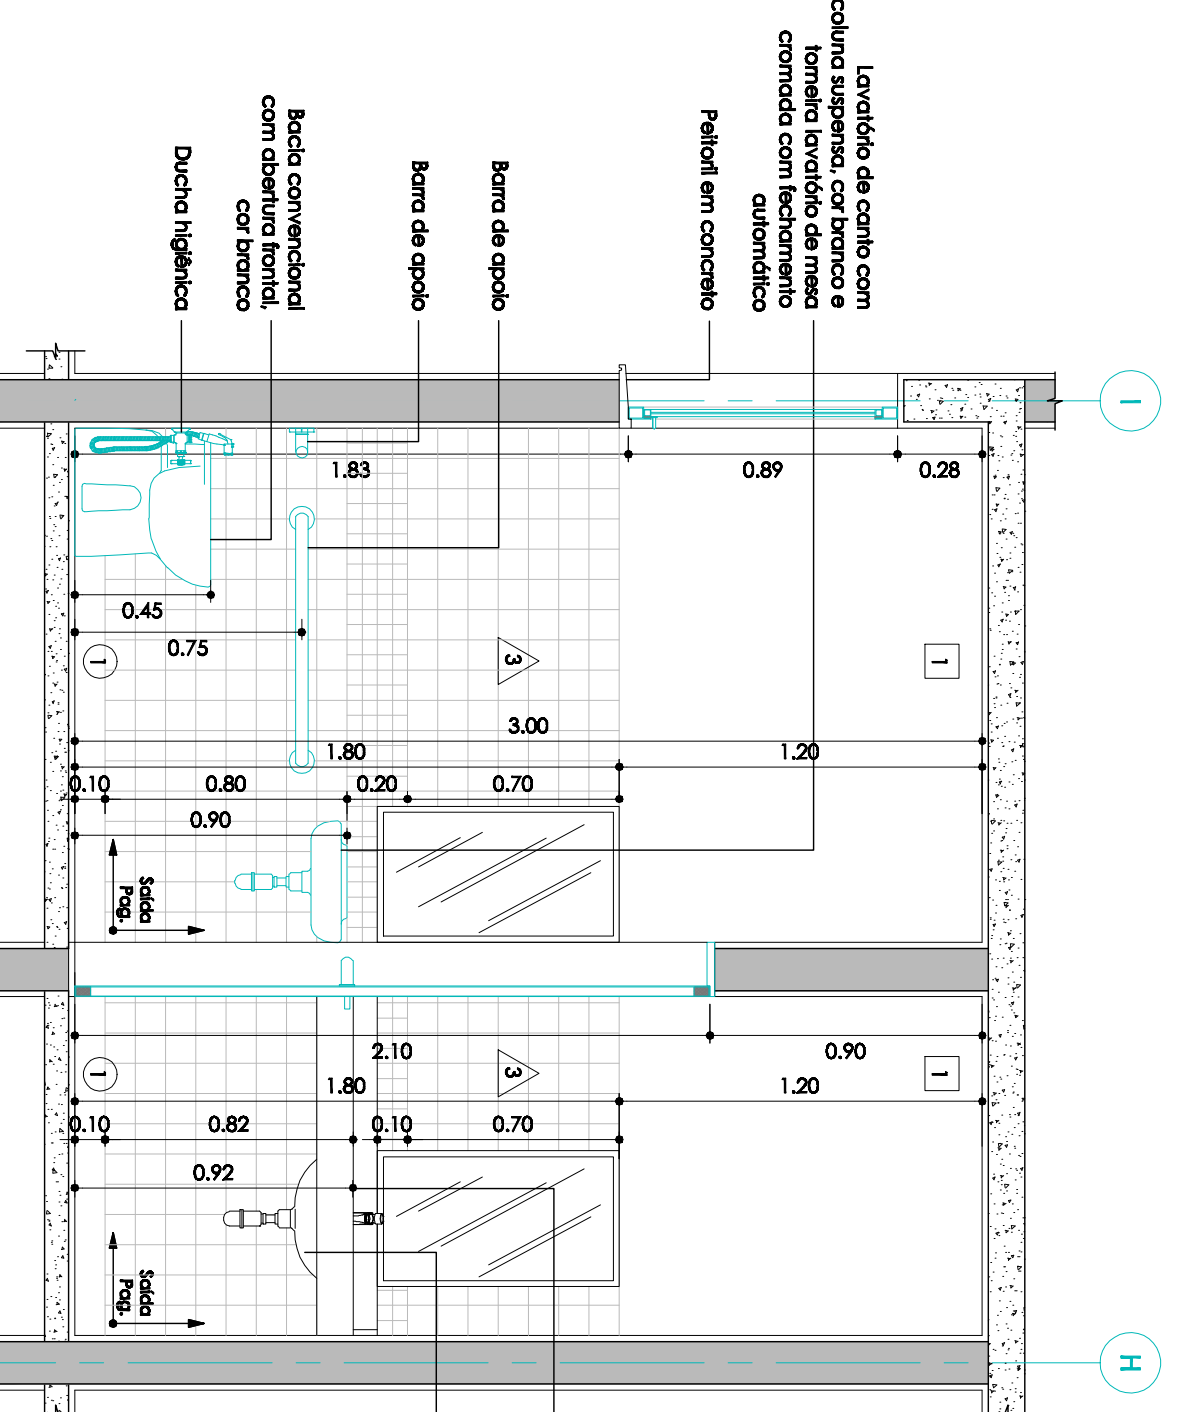 Lavatório de canto com
coluna suspensa, cor branco e
torneira lavatório de mesa
cromada com fechamento
automático
Peitoril em concreto
Barra de apoio
Barra de apoio
Bacia convencional
com abertura frontal,
cor branco
Ducha higiênica
I
1.83
0.89
0.28
0.45
0.75
1
3
1
3.00
1.80
1.20
0.10
0.80
0.20
0.70
0.90
Saída
Pag.
2.10
0.90
1
3
1
1.80
1.20
0.10
0.82
0.10
0.70
0.92
Saída
Pag.
H